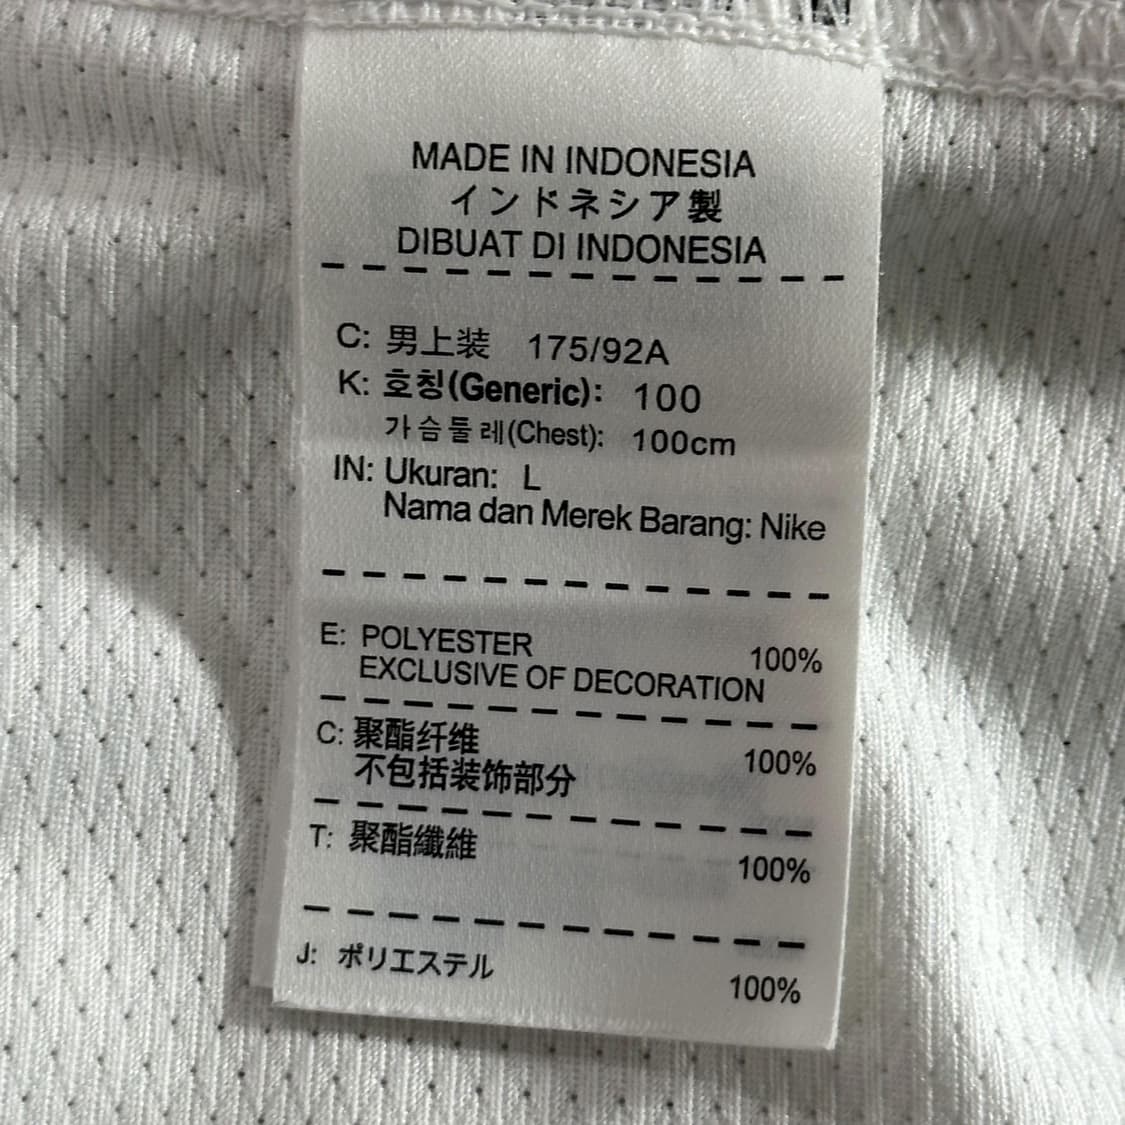 MADE IN INDONESIA
インドネシア製
DIBUAT DI INDONESIA
C: 男上装 175/92A
K: 호칭(Generic): 100
가슴둘레(Chest): 100cm
IN: Ukuran: L
Nama dan Merek Barang: Nike
E: POLYESTER 100%
EXCLUSIVE OF DECORATION
C: 聚酯纤维 100%
不包括装饰部分
T: 聚酯纖維 100%
J: ポリエステル 100%